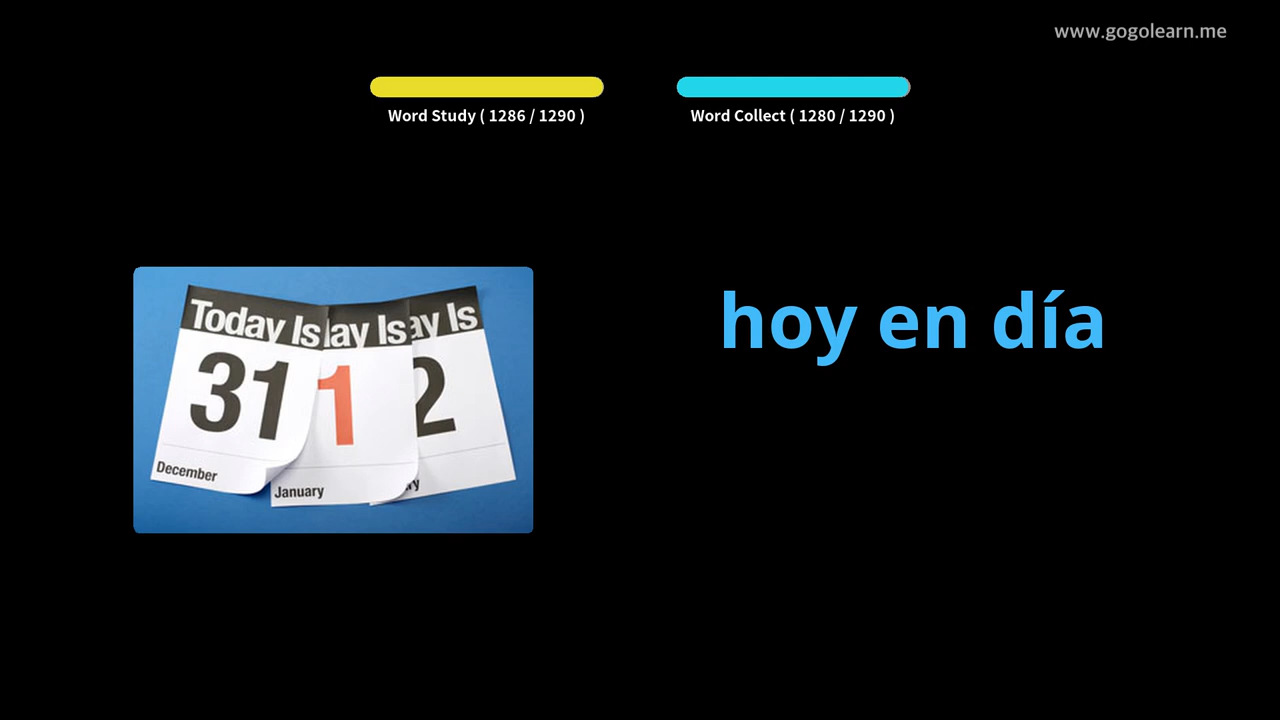 www.gogolearn.me
Word Study ( 1286 / 1290 )
Word Collect ( 1280 / 1290 )
hoy en día
Today Is
31
December
ay Is
1
January
ay Is
2
ry